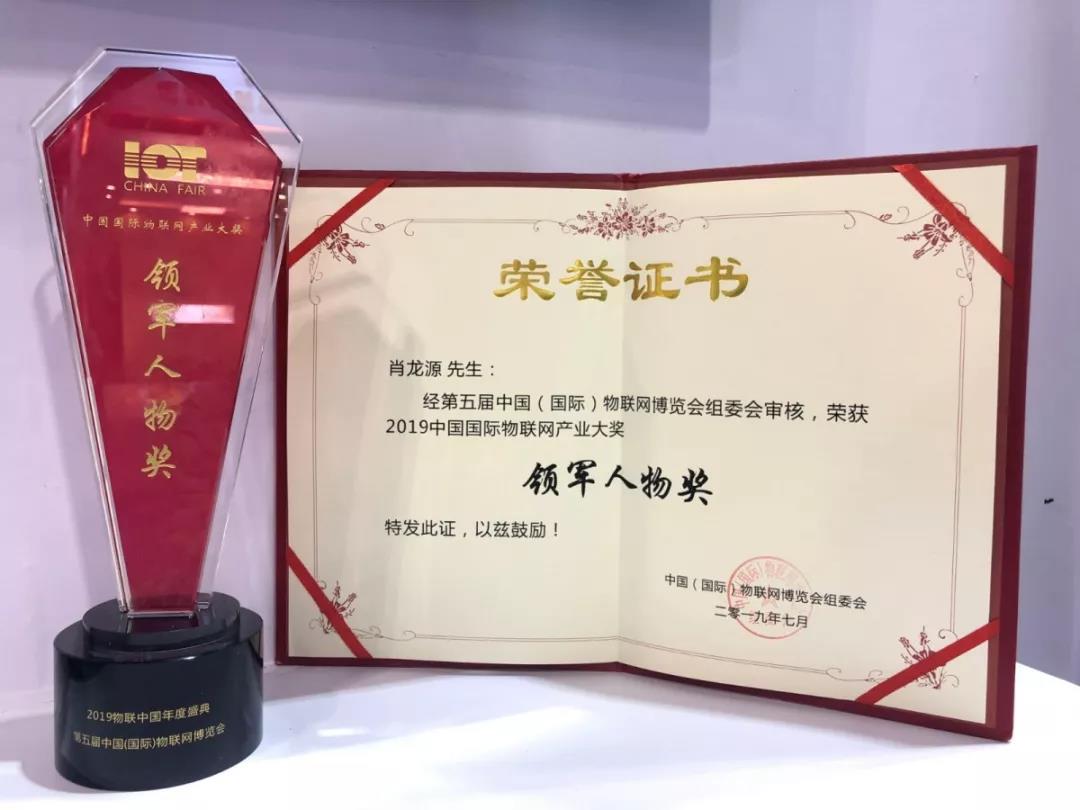 IOT
CHINA FAIR
中国国际物联网产业大奖
领军人物奖
2019物联中国年度盛典
第五届中国(国际)物联网博览会
荣誉证书
肖龙源 先生：
经第五届中国（国际）物联网博览会组委会审核，荣获
2019中国国际物联网产业大奖
领军人物奖
特发此证，以兹鼓励！
中国（国际）物联网博览会组委会
二零一九年七月